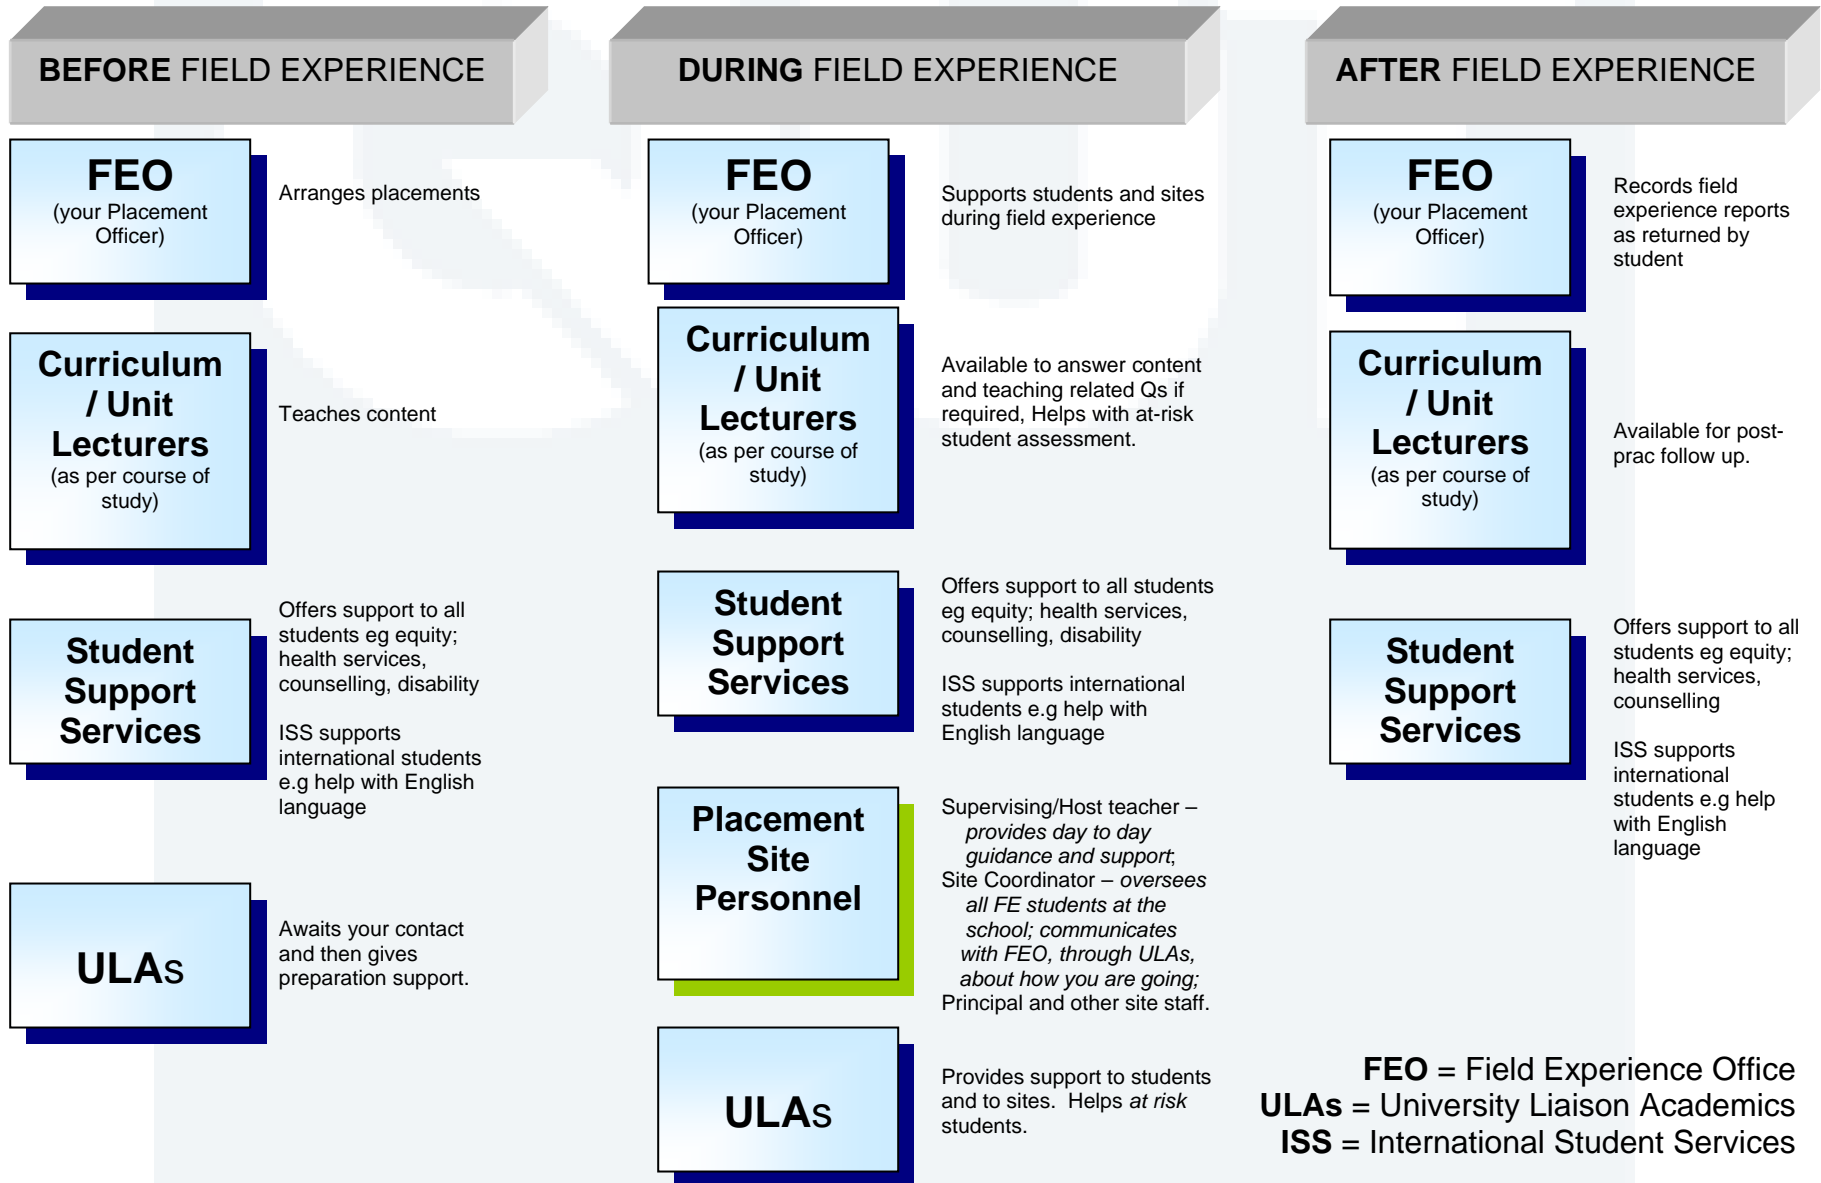 BEFORE FIELD EXPERIENCE
FEO
(your Placement
Officer)
Arranges placements
Curriculum
/ Unit
Lecturers
(as per course of
study)
Teaches content
Student
Support
Services
Offers support to all
students eg equity;
health services,
counselling, disability
ISS supports
international students
e.g help with English
language
ULAs
Awaits your contact
and then gives
preparation support.
DURING FIELD EXPERIENCE
FEO
(your Placement
Officer)
Supports students and sites
during field experience
Curriculum
/ Unit
Lecturers
(as per course of
study)
Available to answer content
and teaching related Qs if
required, Helps with at-risk
student assessment.
Student
Support
Services
Offers support to all students
eg equity; health services,
counselling, disability
ISS supports international
students e.g help with
English language
Placement
Site
Personnel
Supervising/Host teacher –
provides day to day
guidance and support;
Site Coordinator – oversees
all FE students at the
school; communicates
with FEO, through ULAs,
about how you are going;
Principal and other site staff.
ULAs
Provides support to students
and to sites.  Helps at risk
students.
AFTER FIELD EXPERIENCE
FEO
(your Placement
Officer)
Records field
experience reports
as returned by
student
Curriculum
/ Unit
Lecturers
(as per course of
study)
Available for post-
prac follow up.
Student
Support
Services
Offers support to all
students eg equity;
health services,
counselling
ISS supports
international
students e.g help
with English
language
FEO = Field Experience Office
ULAs = University Liaison Academics
ISS = International Student Services